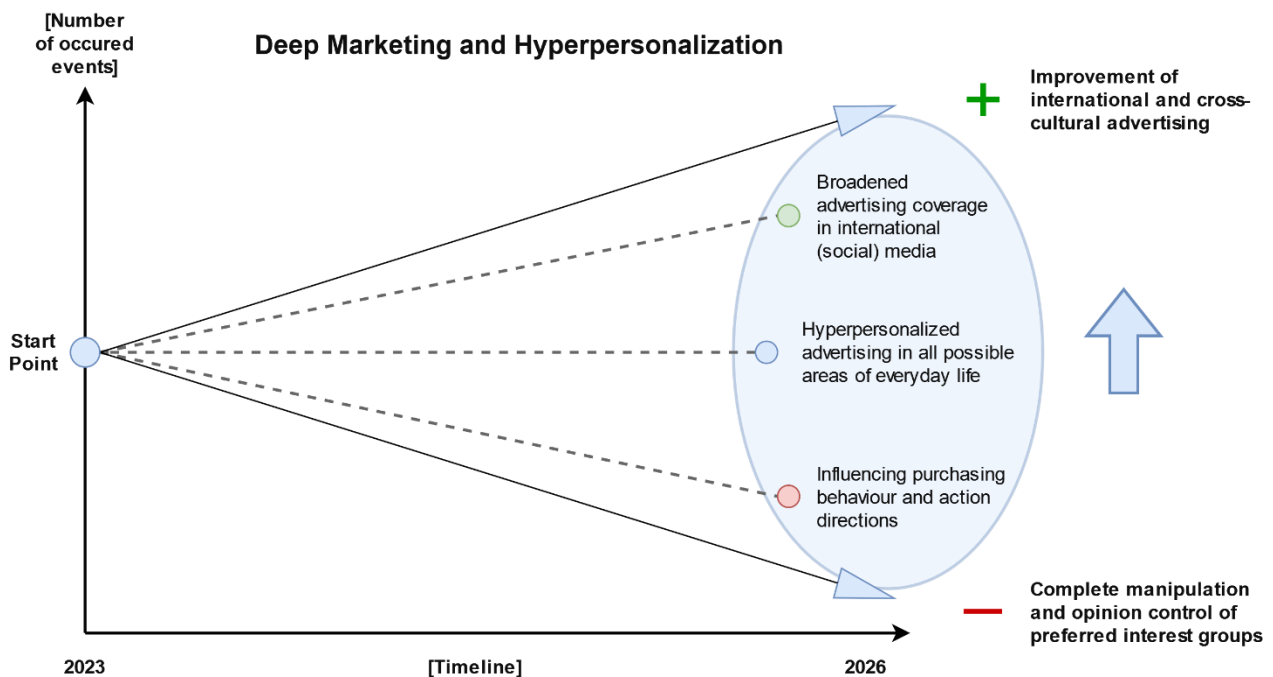 [Number
of occured
events]
Deep Marketing and Hyperpersonalization
Improvement of
international and cross-
cultural advertising
Broadened
advertising coverage
in international
(social) media
Start
Point
Hyperpersonalized
advertising in all possible
areas of everyday life
Influencing purchasing
behaviour and action
directions
Complete manipulation
and opinion control of
preferred interest groups
2023
[Timeline]
2026